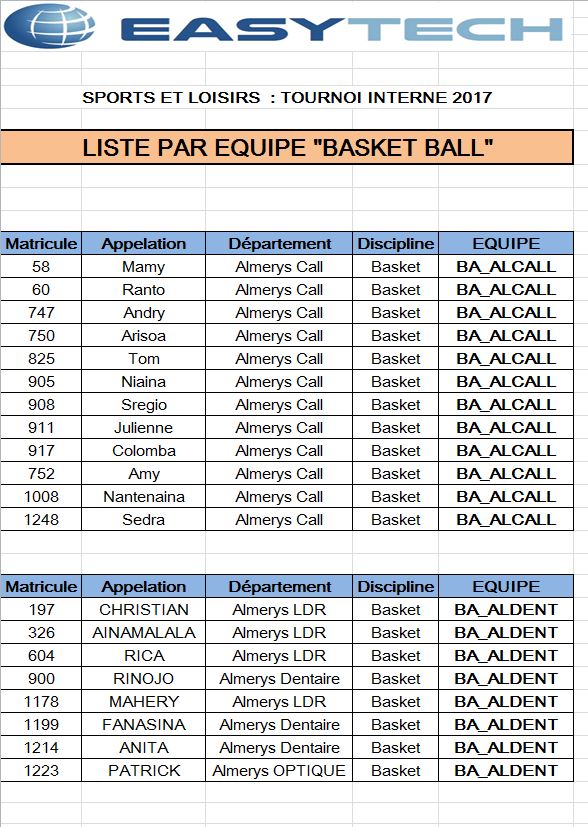 EASYTECH
SPORTS ET LOISIRS : TOURNOI INTERNE 2017
LISTE PAR EQUIPE "BASKET BALL"
Matricule Appelation Département Discipline EQUIPE
58 Mamy Almerys Call Basket BA_ALCALL
60 Ranto Almerys Call Basket BA_ALCALL
747 Andry Almerys Call Basket BA_ALCALL
750 Arisoa Almerys Call Basket BA_ALCALL
825 Tom Almerys Call Basket BA_ALCALL
905 Niaina Almerys Call Basket BA_ALCALL
908 Sregio Almerys Call Basket BA_ALCALL
911 Julienne Almerys Call Basket BA_ALCALL
917 Colomba Almerys Call Basket BA_ALCALL
752 Amy Almerys Call Basket BA_ALCALL
1008 Nantenaina Almerys Call Basket BA_ALCALL
1248 Sedra Almerys Call Basket BA_ALCALL
Matricule Appelation Département Discipline EQUIPE
197 CHRISTIAN Almerys LDR Basket BA_ALDENT
326 AINAMALALA Almerys LDR Basket BA_ALDENT
604 RICA Almerys LDR Basket BA_ALDENT
900 RINOJO Almerys Dentaire Basket BA_ALDENT
1178 MAHERY Almerys LDR Basket BA_ALDENT
1199 FANASINA Almerys Dentaire Basket BA_ALDENT
1214 ANITA Almerys Dentaire Basket BA_ALDENT
1223 PATRICK Almerys OPTIQUE Basket BA_ALDENT